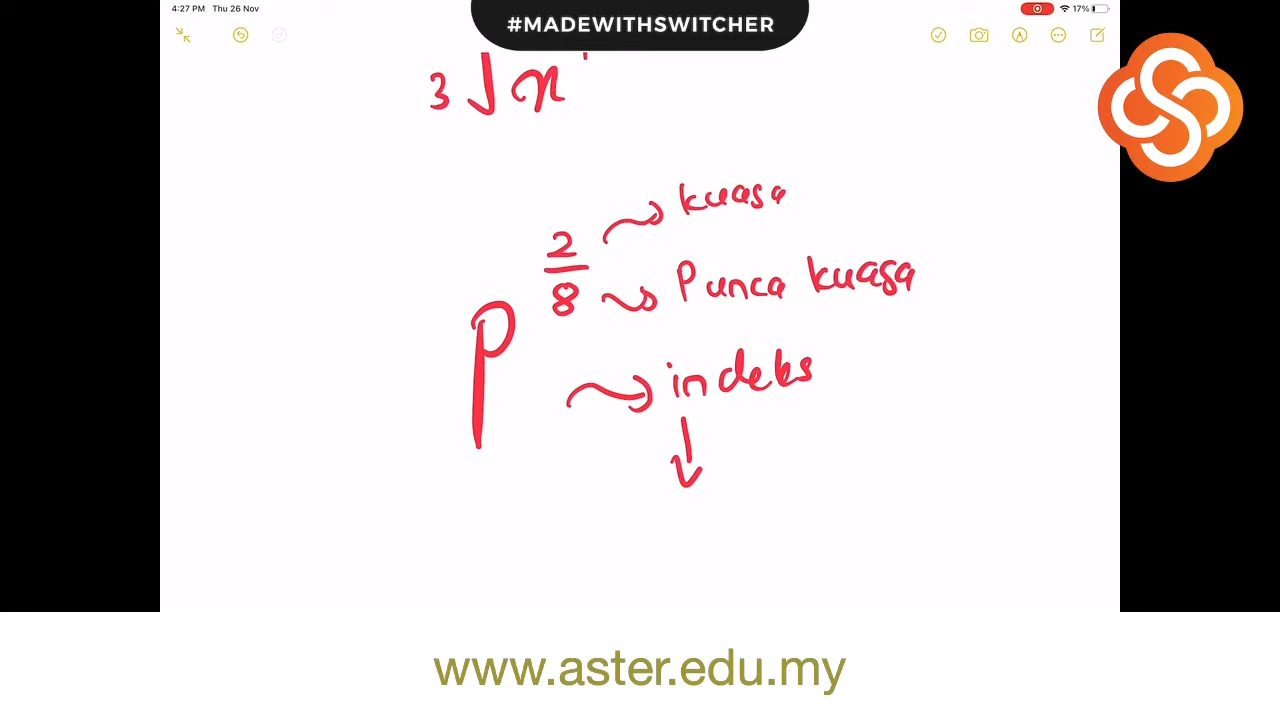 4:27 PM Thu 26 Nov
#MADEWITHSWITCHER
17%
3√x
2 kuasa
8 Punca kuasa
P
indeks
www.aster.edu.my